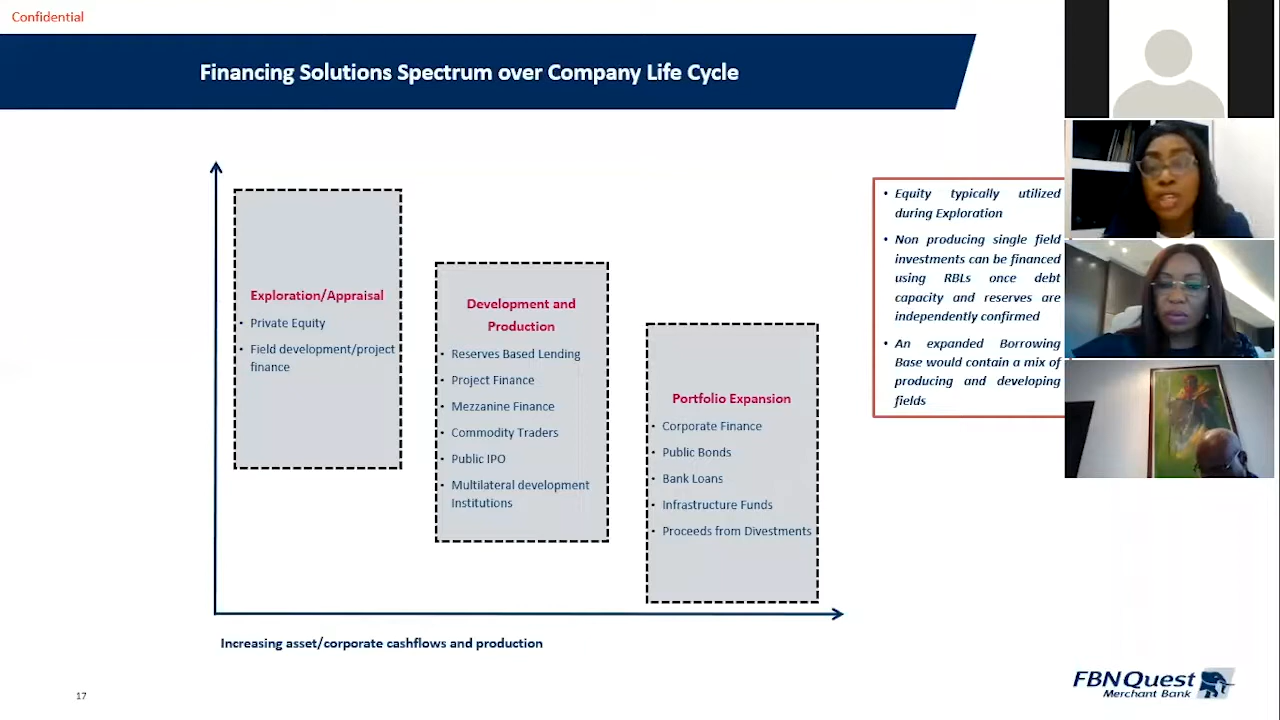 Confidential
Financing Solutions Spectrum over Company Life Cycle
Exploration/Appraisal
• Private Equity
• Field development/project
finance
Development and
Production
• Reserves Based Lending
• Project Finance
• Mezzanine Finance
• Commodity Traders
• Public IPO
• Multilateral development
Institutions
Portfolio Expansion
• Corporate Finance
• Public Bonds
• Bank Loans
• Infrastructure Funds
• Proceeds from Divestments
• Equity typically utilized
during Exploration
• Non producing single field
investments can be financed
using RBLs once debt
capacity and reserves are
independently confirmed
• An expanded Borrowing
Base would contain a mix of
producing and developing
fields
Increasing asset/corporate cashflows and production
17
FBNQuest
Merchant Bank